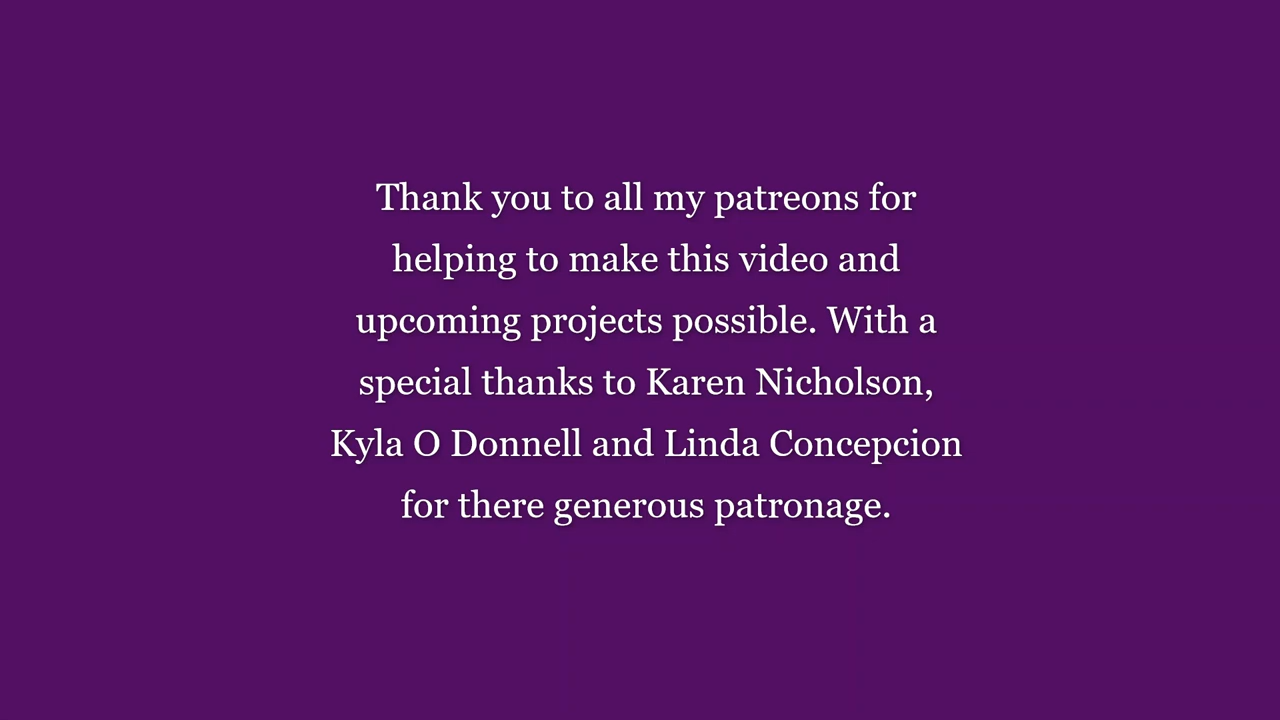 Thank you to all my patreons for
helping to make this video and
upcoming projects possible. With a
special thanks to Karen Nicholson,
Kyla O Donnell and Linda Concepcion
for there generous patronage.